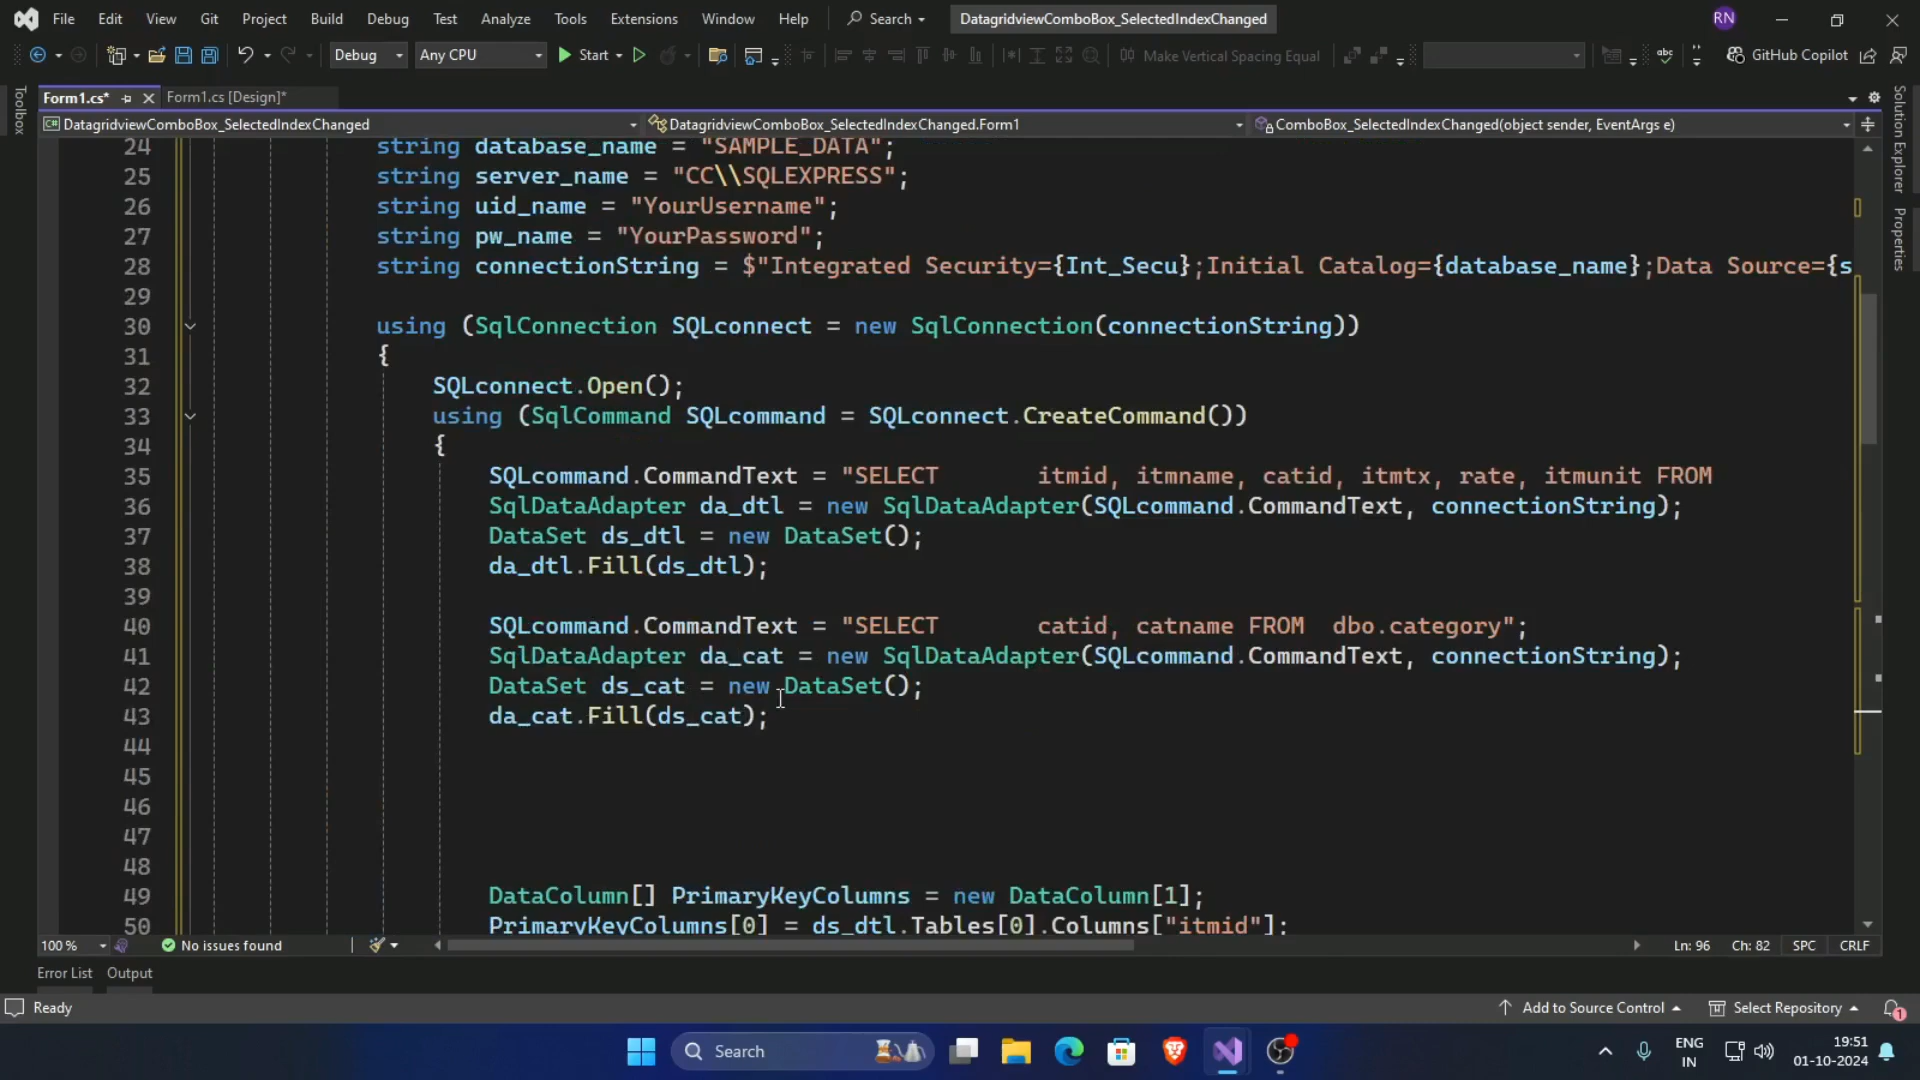 File Edit View Git Project Build Debug Test Analyze Tools Extensions Window Help Search DatagridviewComboBox_SelectedIndexChanged RN
Debug Any CPU Start Make Vertical Spacing Equal GitHub Copilot
Form1.cs* Form1.cs [Design]*
DatagridviewComboBox_SelectedIndexChanged DatagridviewComboBox_SelectedIndexChanged.Form1 ComboBox_SelectedIndexChanged(object sender, EventArgs e)
Toolbox
Solution Explorer
Properties
24 string database_name = "SAMPLE_DATA";
25 string server_name = "CC\\SQLEXPRESS";
26 string uid_name = "YourUsername";
27 string pw_name = "YourPassword";
28 string connectionString = $"Integrated Security={Int_Secu};Initial Catalog={database_name};Data Source={s
29
30 using (SqlConnection SQLconnect = new SqlConnection(connectionString))
31 {
32 SQLconnect.Open();
33 using (SqlCommand SQLcommand = SQLconnect.CreateCommand())
34 {
35 SQLcommand.CommandText = "SELECT itmid, itmname, catid, itmtx, rate, itmunit FROM
36 SqlDataAdapter da_dtl = new SqlDataAdapter(SQLcommand.CommandText, connectionString);
37 DataSet ds_dtl = new DataSet();
38 da_dtl.Fill(ds_dtl);
39
40 SQLcommand.CommandText = "SELECT catid, catname FROM dbo.category";
41 SqlDataAdapter da_cat = new SqlDataAdapter(SQLcommand.CommandText, connectionString);
42 DataSet ds_cat = new DataSet();
43 da_cat.Fill(ds_cat);
44
45
46
47
48
49 DataColumn[] PrimaryKeyColumns = new DataColumn[1];
50 PrimaryKeyColumns[0] = ds_dtl.Tables[0].Columns["itmid"];
100 % No issues found Ln: 96 Ch: 82 SPC CRLF
Error List Output
Ready Add to Source Control Select Repository 1
Search ENG IN 19:51 01-10-2024